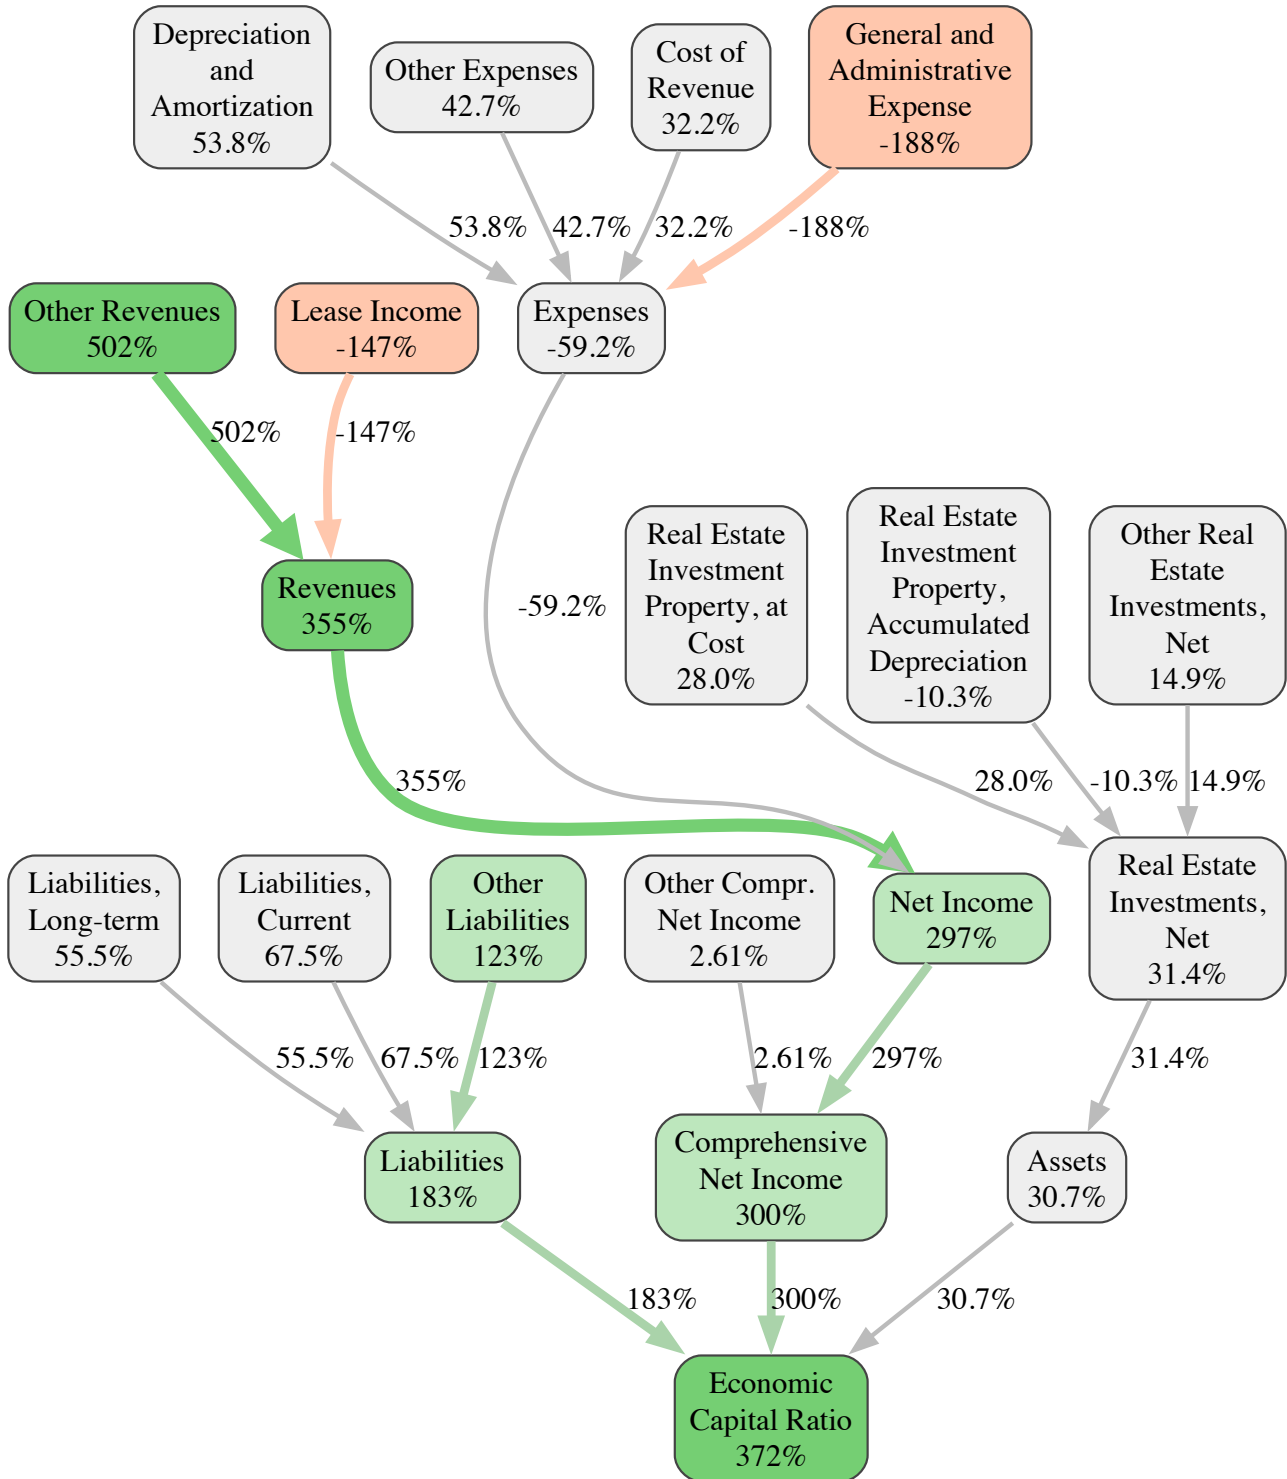 Depreciation
and
Amortization
53.8%
Other Expenses
42.7%
Cost of
Revenue
32.2%
General and
Administrative
Expense
-188%
53.8%
42.7%
32.2%
-188%
Other Revenues
502%
Lease Income
-147%
Expenses
-59.2%
502%
-147%
Revenues
355%
-59.2%
Real Estate
Investment
Property, at
Cost
28.0%
Real Estate
Investment
Property,
Accumulated
Depreciation
-10.3%
Other Real
Estate
Investments,
Net
14.9%
355%
28.0%
-10.3%
14.9%
Liabilities,
Long-term
55.5%
Liabilities,
Current
67.5%
Other
Liabilities
123%
Other Compr.
Net Income
2.61%
Net Income
297%
Real Estate
Investments,
Net
31.4%
55.5%
67.5%
123%
2.61%
297%
31.4%
Liabilities
183%
Comprehensive
Net Income
300%
Assets
30.7%
183%
300%
30.7%
Economic
Capital Ratio
372%